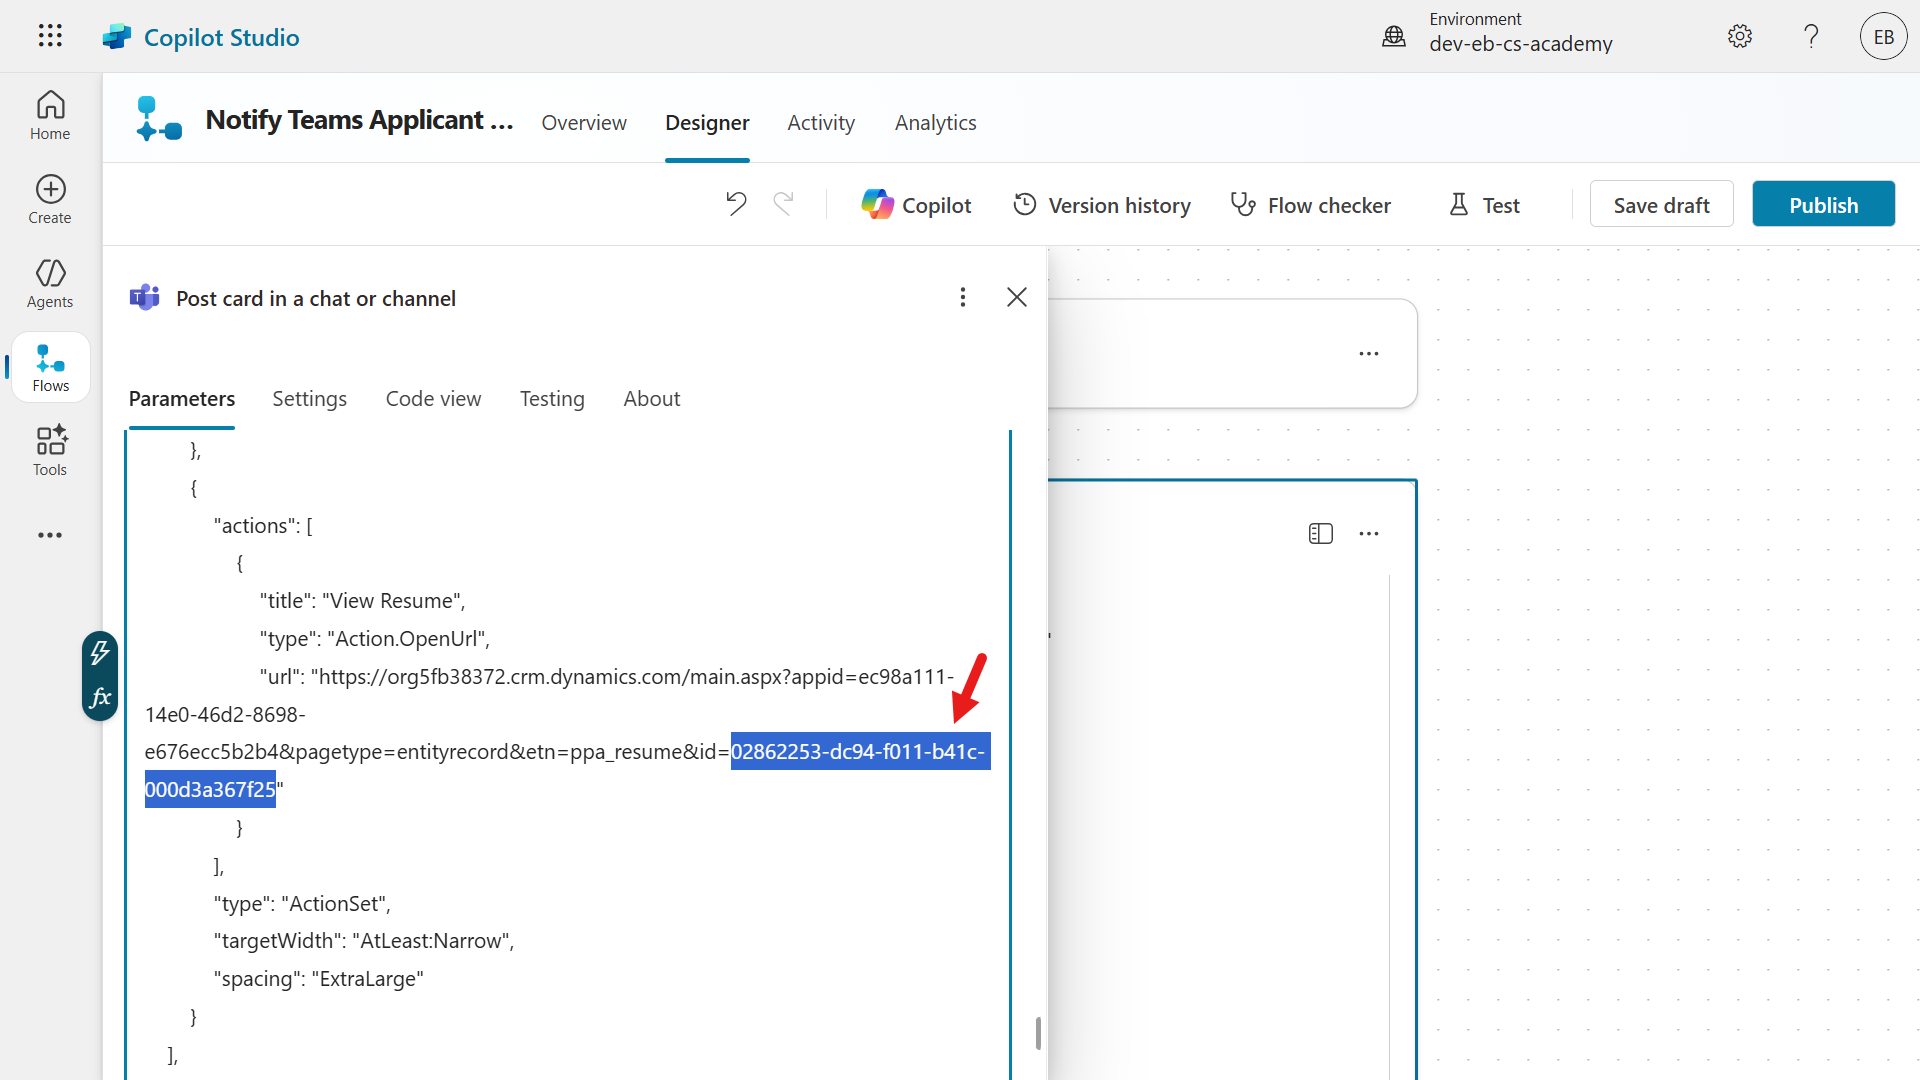 Copilot Studio
Environment
dev-eb-cs-academy
EB
Home
Create
Agents
Flows
Tools
Notify Teams Applicant ...
Overview
Designer
Activity
Analytics
Copilot
Version history
Flow checker
Test
Save draft
Publish
Post card in a chat or channel
Parameters
Settings
Code view
Testing
About
},
{
"actions": [
{
"title": "View Resume",
"type": "Action.OpenUrl",
"url": "https://org5fb38372.crm.dynamics.com/main.aspx?appid=ec98a111-
14e0-46d2-8698-
e676ecc5b2b4&pagetype=entityrecord&etn=ppa_resume&id=02862253-dc94-f011-b41c-
000d3a367f25"
}
],
"type": "ActionSet",
"targetWidth": "AtLeast:Narrow",
"spacing": "ExtraLarge"
}
],
fx